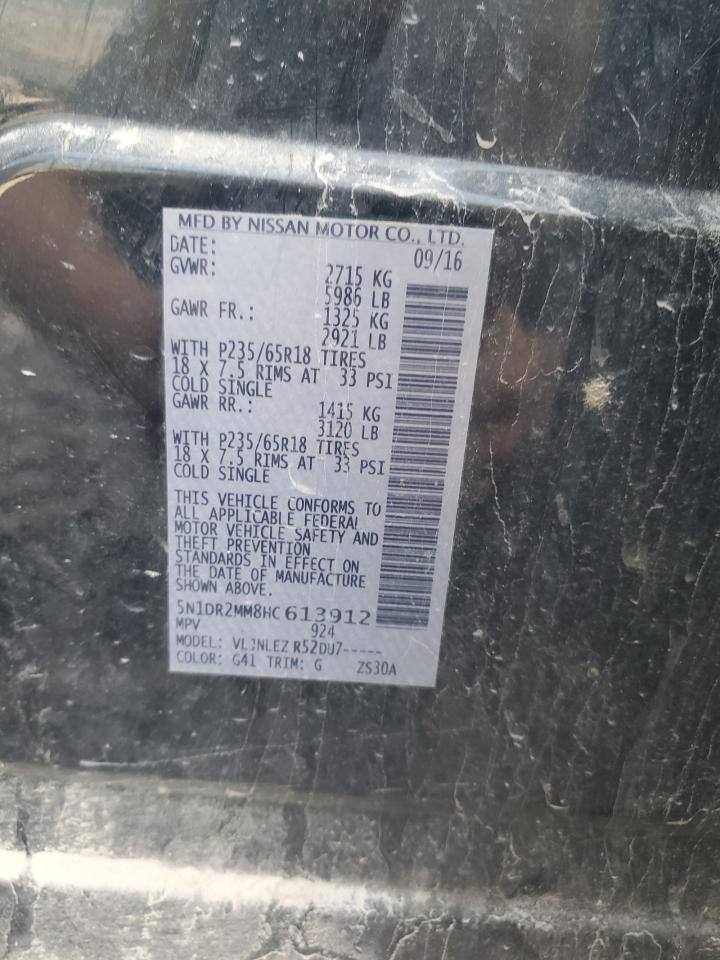 MFD BY NISSAN MOTOR CO., LTD.
DATE: 09/16
GVWR: 2715 KG
5986 LB
GAWR FR.: 1325 KG
2921 LB
WITH P235/65R18 TIRES
18 X 7.5 RIMS AT 33 PSI
COLD SINGLE
GAWR RR.: 1415 KG
3120 LB
WITH P235/65R18 TIRES
18 X 7.5 RIMS AT 33 PSI
COLD SINGLE
THIS VEHICLE CONFORMS TO
ALL APPLICABLE FEDERAL
MOTOR VEHICLE SAFETY AND
THEFT PREVENTION
STANDARDS IN EFFECT ON
THE DATE OF MANUFACTURE
SHOWN ABOVE.
5N1DR2MM8HC613912
MPV 924
MODEL: R52DU7-----
COLOR: G41 TRIM: G ZS30A